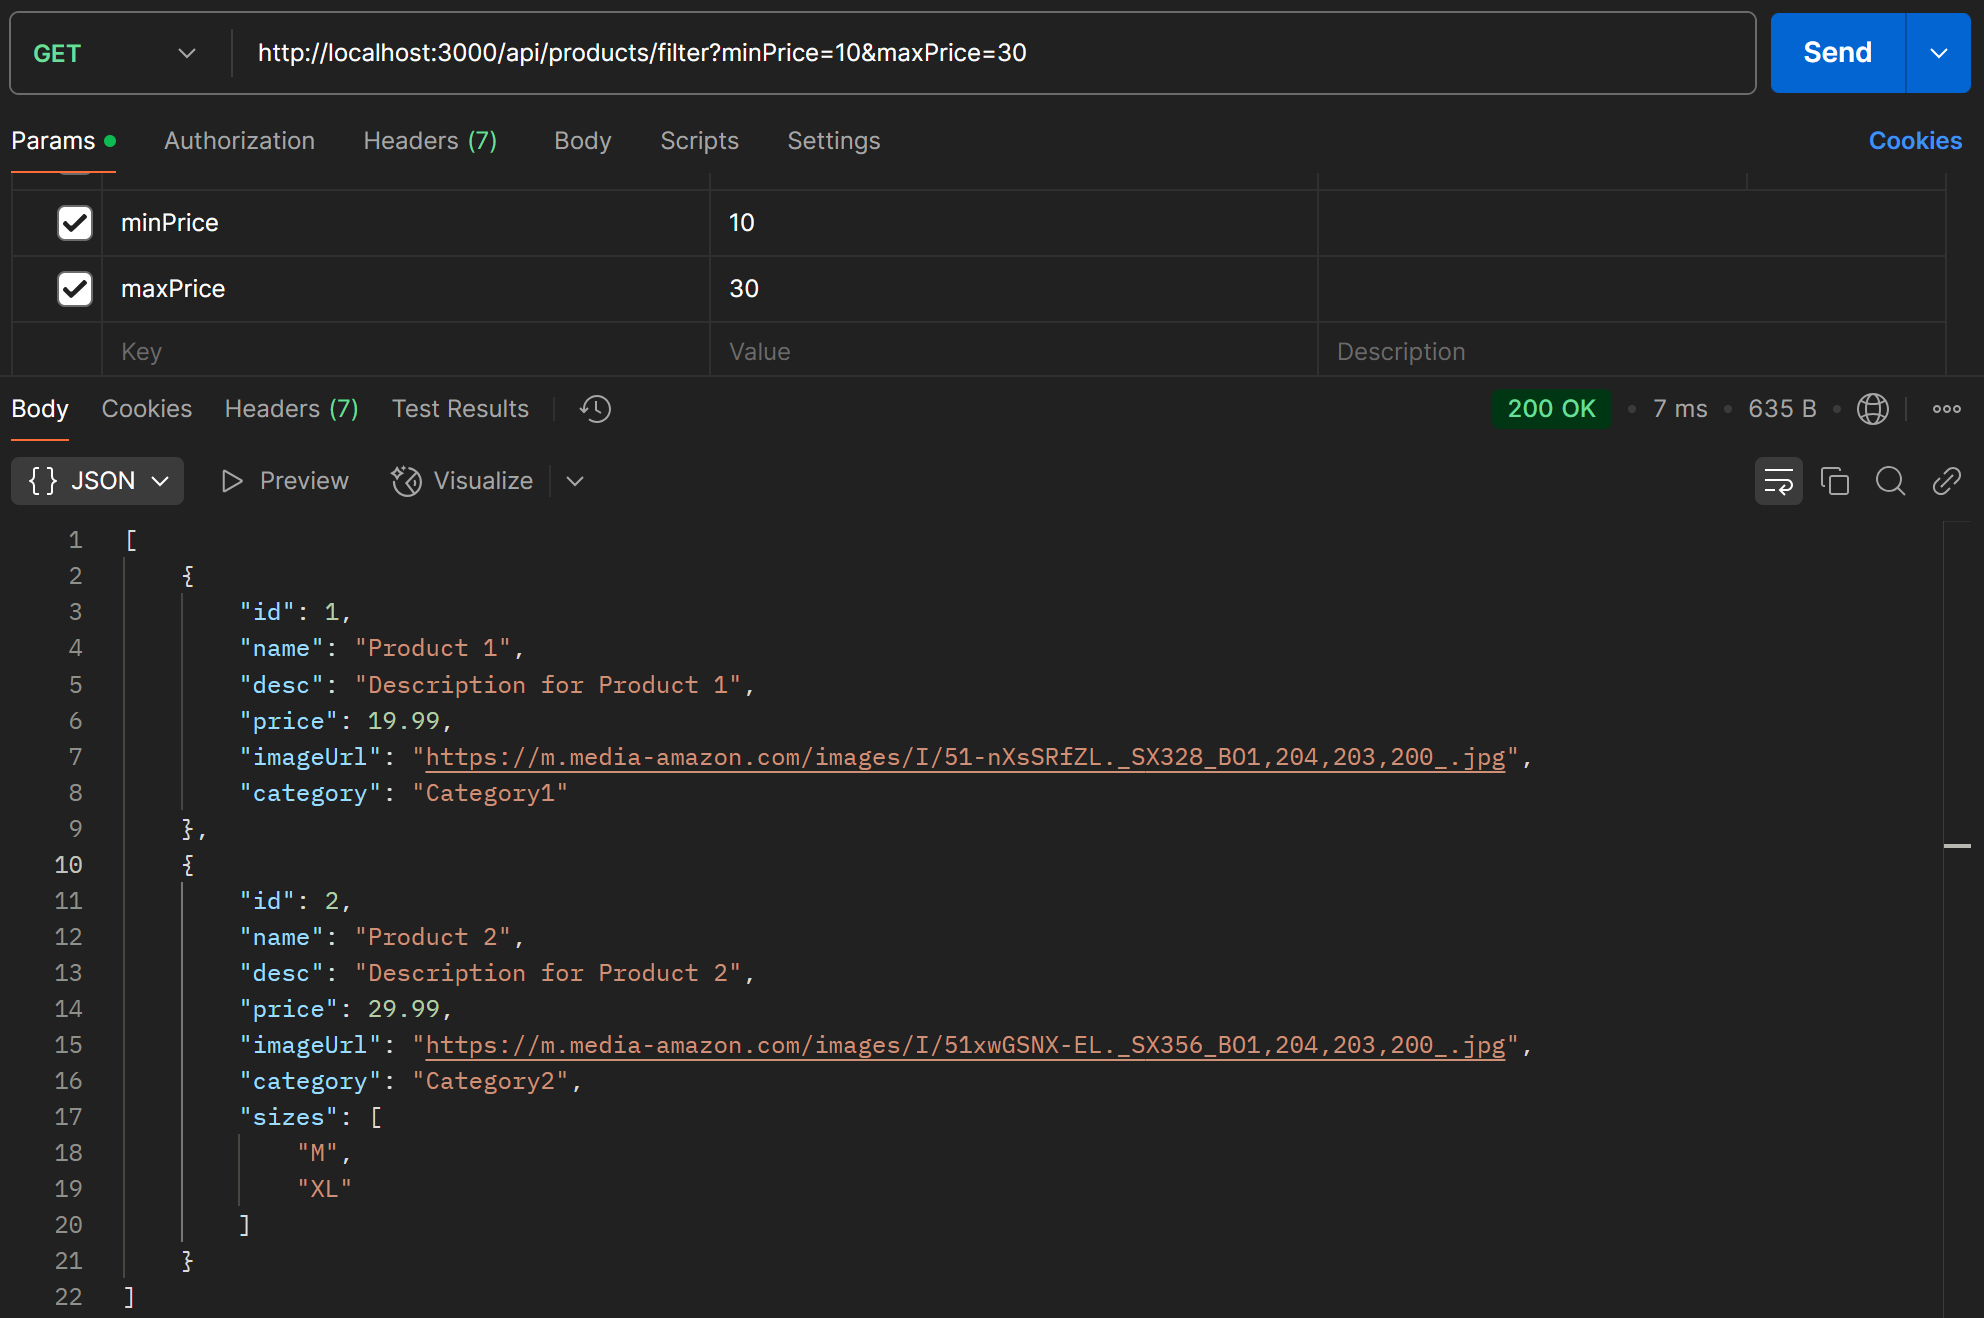 GET http://localhost:3000/api/products/filter?minPrice=10&maxPrice=30 Send
Params Authorization Headers (7) Body Scripts Settings Cookies
minPrice 10
maxPrice 30
Key Value Description
Body Cookies Headers (7) Test Results 200 OK • 7 ms • 635 B •
{} JSON Preview Visualize
1 [
2 {
3 "id": 1,
4 "name": "Product 1",
5 "desc": "Description for Product 1",
6 "price": 19.99,
7 "imageUrl": "https://m.media-amazon.com/images/I/51-nXsSRfZL._SX328_BO1,204,203,200_.jpg",
8 "category": "Category1"
9 },
10 {
11 "id": 2,
12 "name": "Product 2",
13 "desc": "Description for Product 2",
14 "price": 29.99,
15 "imageUrl": "https://m.media-amazon.com/images/I/51xwGSNX-EL._SX356_BO1,204,203,200_.jpg",
16 "category": "Category2",
17 "sizes": [
18 "M",
19 "XL"
20 ]
21 }
22 ]